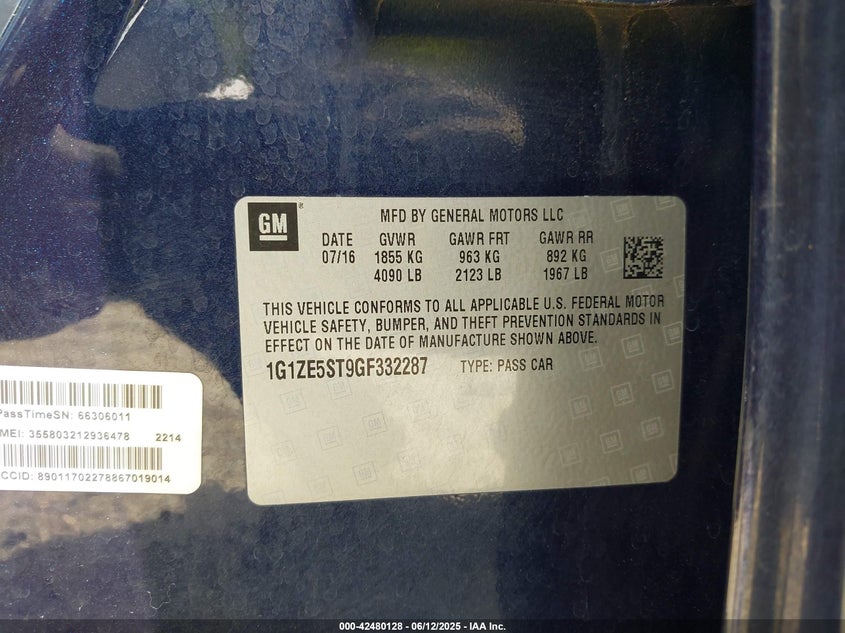 GM
®
MFD BY GENERAL MOTORS LLC
DATE GVWR GAWR FRT GAWR RR
07/16 1855 KG 963 KG 892 KG
4090 LB 2123 LB 1967 LB
THIS VEHICLE CONFORMS TO ALL APPLICABLE U.S. FEDERAL MOTOR
VEHICLE SAFETY, BUMPER, AND THEFT PREVENTION STANDARDS IN
EFFECT ON THE DATE OF MANUFACTURE SHOWN ABOVE.
1G1ZE5ST9GF332287 TYPE: PASS CAR
PassTimeSN: 66306011
MEI: 355803212936478 2214
CCID: 89011702278867019014
000-42480128 - 06/12/2025 - IAA Inc.